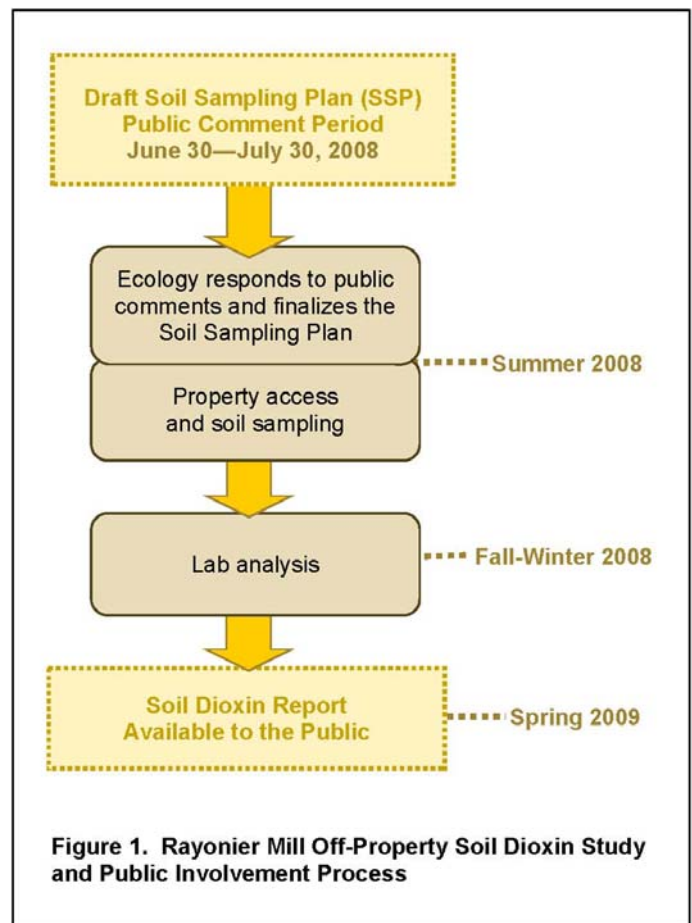 Draft Soil Sampling Plan (SSP)
Public Comment Period
June 30—July 30, 2008
Ecology responds to public
comments and finalizes the
Soil Sampling Plan
Summer 2008
Property access
and soil sampling
Lab analysis
Fall-Winter 2008
Soil Dioxin Report
Available to the Public
Spring 2009
Figure 1.  Rayonier Mill Off-Property Soil Dioxin Study
and Public Involvement Process